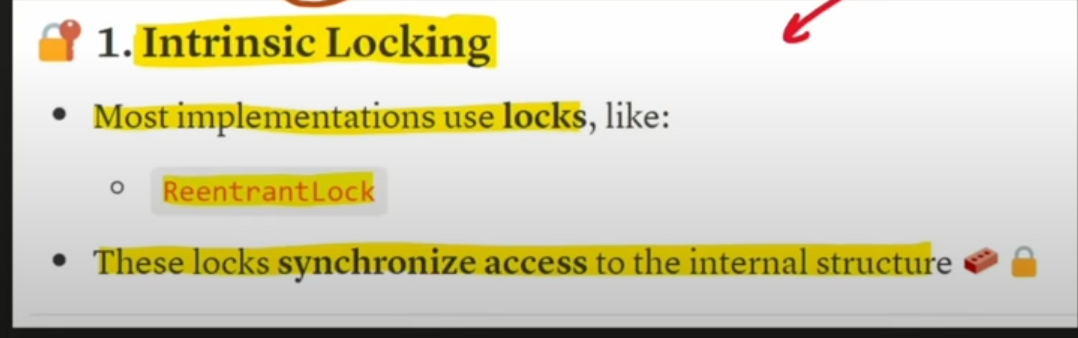 1. Intrinsic Locking
• Most implementations use locks, like:
◦ ReentrantLock
• These locks synchronize access to the internal structure